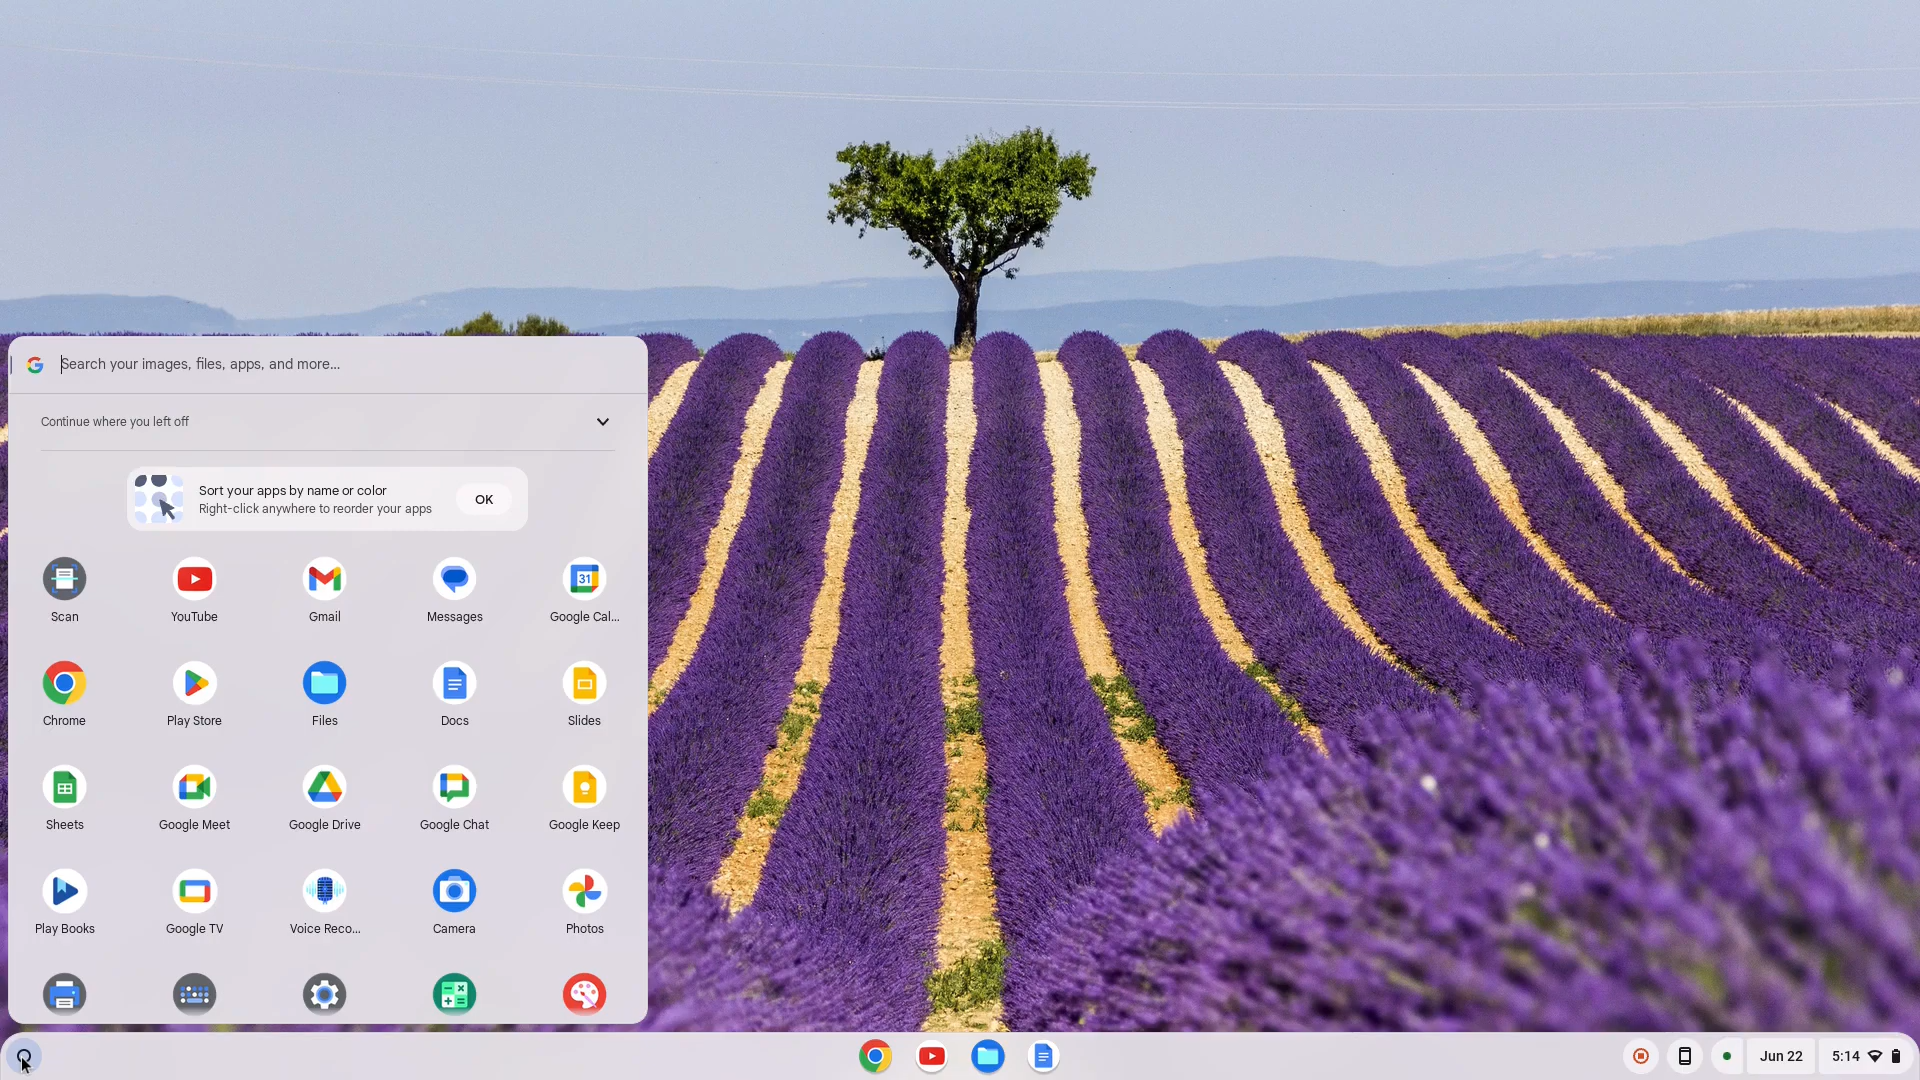 Search your images, files, apps, and more...
Continue where you left off
Sort your apps by name or color
Right-click anywhere to reorder your apps
OK
31
Scan
YouTube
Gmail
Messages
Google Cal...
Chrome
Play Store
Files
Docs
Slides
Sheets
Google Meet
Google Drive
Google Chat
Google Keep
Play Books
Google TV
Voice Reco...
Camera
Photos
Jun 22
5:14